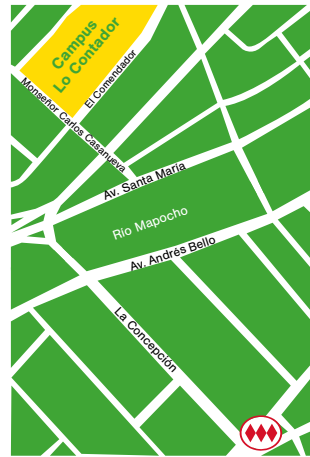 Campus
Lo Contador
El Comendador
Monseñor Carlos Casanueva
Av. Santa María
Río Mapocho
Av. Andrés Bello
La Concepción